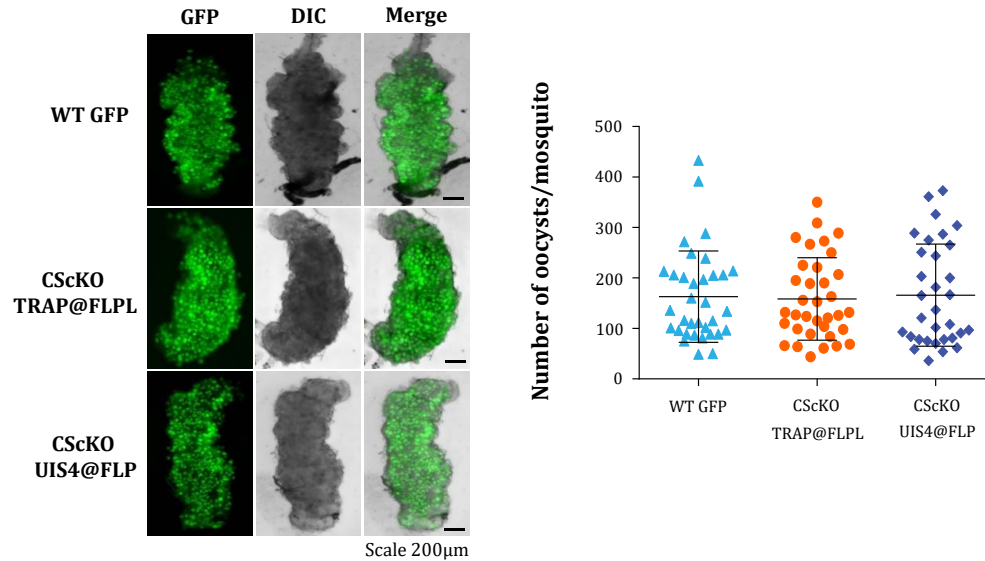 GFP DIC Merge
WT GFP
CScKO
TRAP@FLPL
CScKO
UIS4@FLP
Scale 200μm
Number of oocysts/mosquito
500
400
300
200
100
0
WT GFP
CScKO
TRAP@FLPL
CScKO
UIS4@FLP